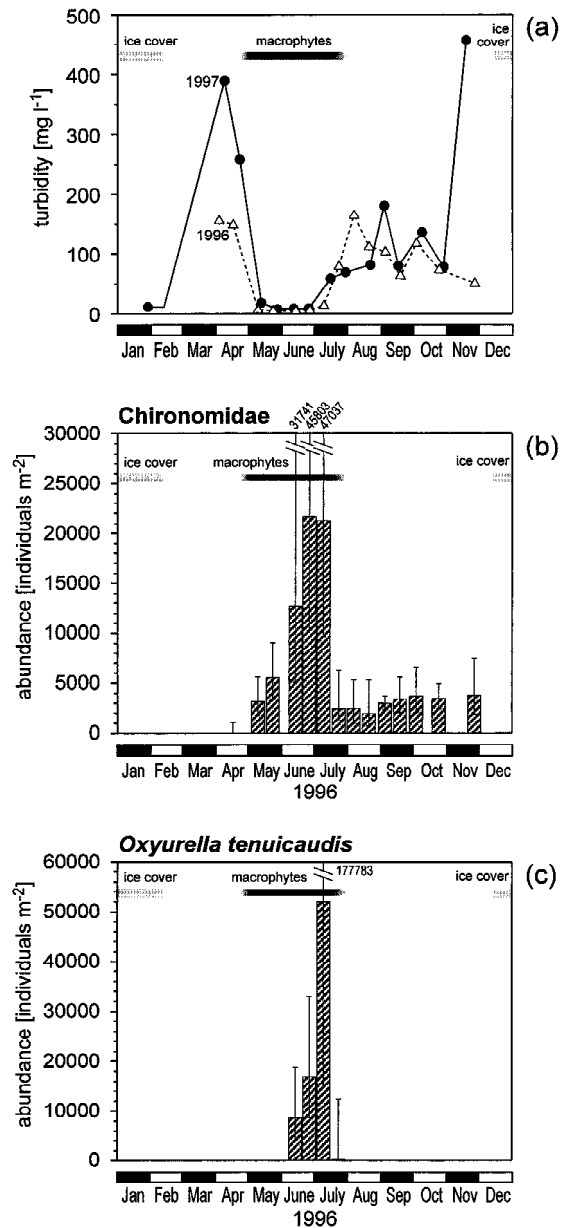 (a)
500
400
300
200
100
0
turbidity [mg l-1]
ice cover
macrophytes
ice
cover
1997
1996
Jan Feb Mar Apr May June July Aug Sep Oct Nov Dec
Chironomidae
(b)
31741
45803
47037
30000
25000
20000
15000
10000
5000
0
abundance [individuals m-2]
ice cover
macrophytes
ice cover
Jan Feb Mar Apr May June July Aug Sep Oct Nov Dec
1996
Oxyurella tenuicaudis
(c)
60000
50000
40000
30000
20000
10000
0
abundance [individuals m-2]
ice cover
macrophytes
177783
ice cover
Jan Feb Mar Apr May June July Aug Sep Oct Nov Dec
1996